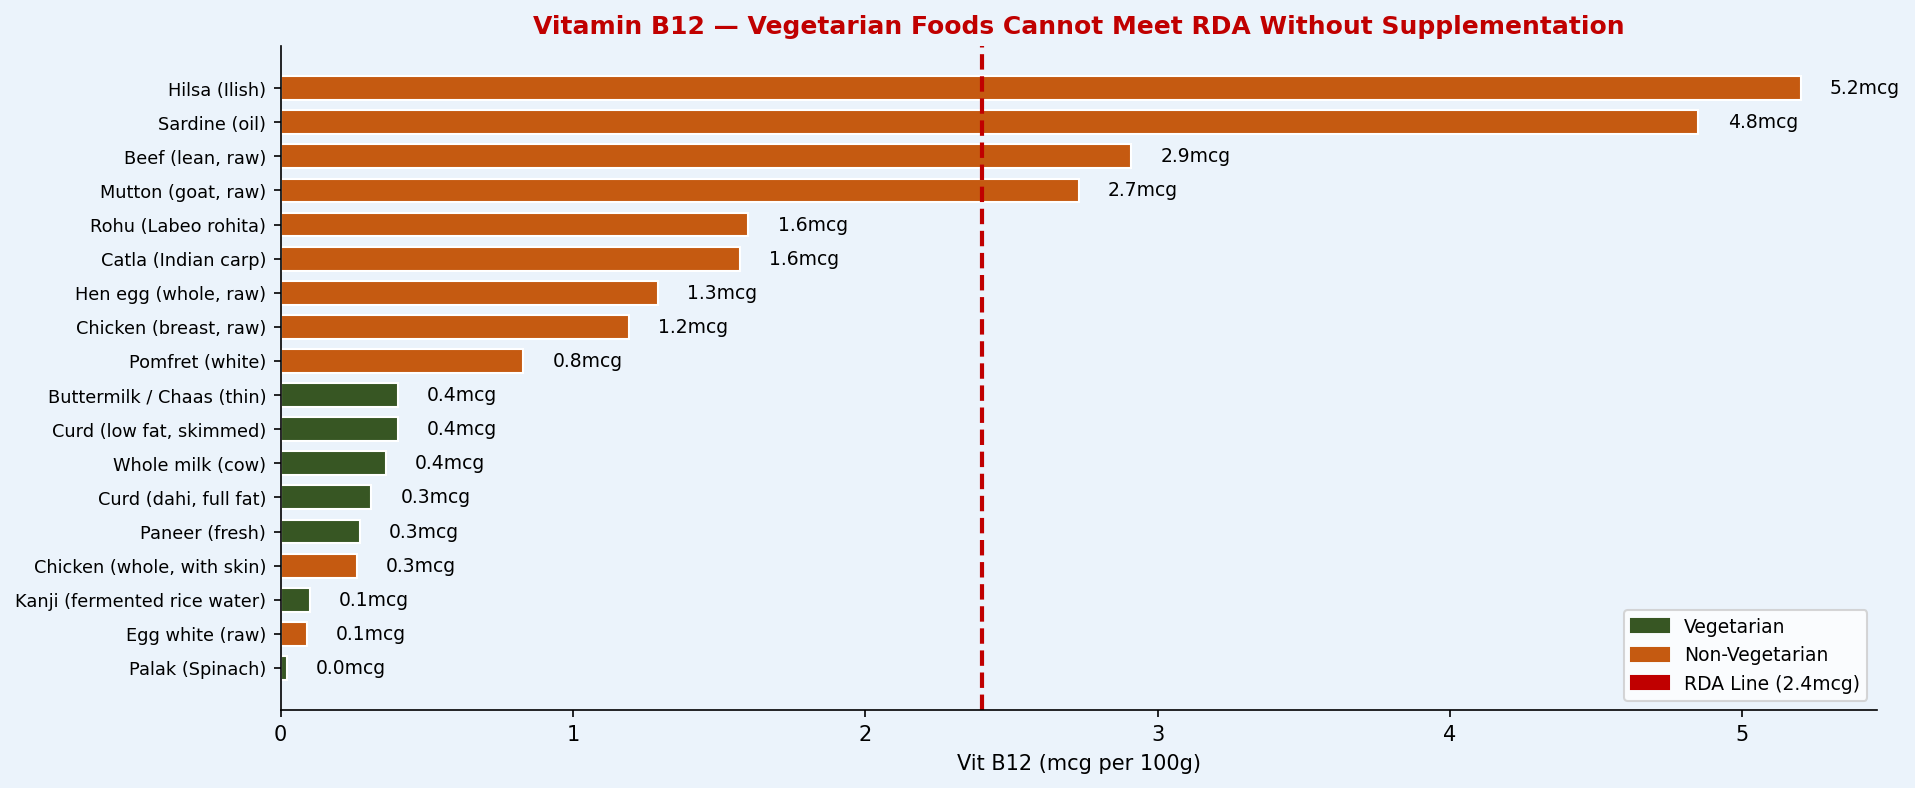 Vitamin B12 — Vegetarian Foods Cannot Meet RDA Without Supplementation
Hilsa (Ilish) 5.2mcg
Sardine (oil) 4.8mcg
Beef (lean, raw) 2.9mcg
Mutton (goat, raw) 2.7mcg
Rohu (Labeo rohita) 1.6mcg
Catla (Indian carp) 1.6mcg
Hen egg (whole, raw) 1.3mcg
Chicken (breast, raw) 1.2mcg
Pomfret (white) 0.8mcg
Buttermilk / Chaas (thin) 0.4mcg
Curd (low fat, skimmed) 0.4mcg
Whole milk (cow) 0.4mcg
Curd (dahi, full fat) 0.3mcg
Paneer (fresh) 0.3mcg
Chicken (whole, with skin) 0.3mcg
Kanji (fermented rice water) 0.1mcg
Egg white (raw) 0.1mcg
Palak (Spinach) 0.0mcg
Vegetarian
Non-Vegetarian
RDA Line (2.4mcg)
0 1 2 3 4 5
Vit B12 (mcg per 100g)